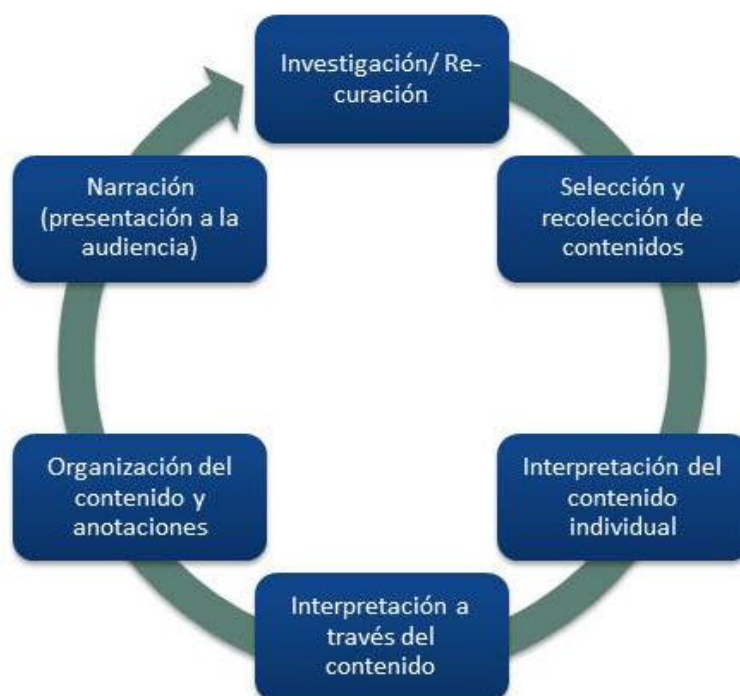 Investigación/ Re-
curación
Selección y
recolección de
contenidos
Interpretación del
contenido
individual
Interpretación a
través del
contenido
Organización del
contenido y
anotaciones
Narración
(presentación a la
audiencia)